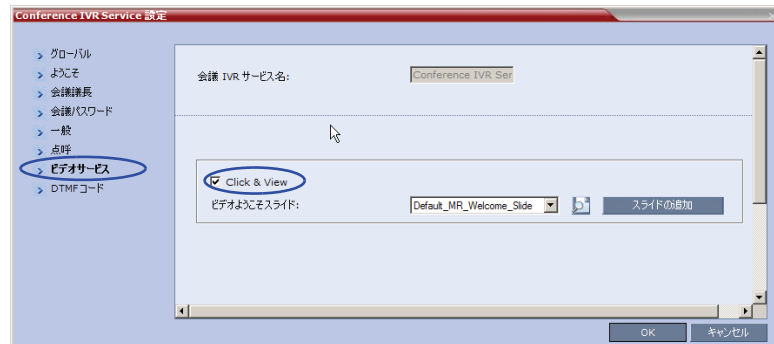 Conference IVR Service 設定
グローバル
ようこそ
会議議長
会議パスワード
一般
点呼
ビデオサービス
DTMFコード
会議 IVR サービス名:
Conference IVR Ser
Click & View
ビデオようこそスライド:
Default_MR_Welcome_Slide
スライドの追加
OK
キャンセル